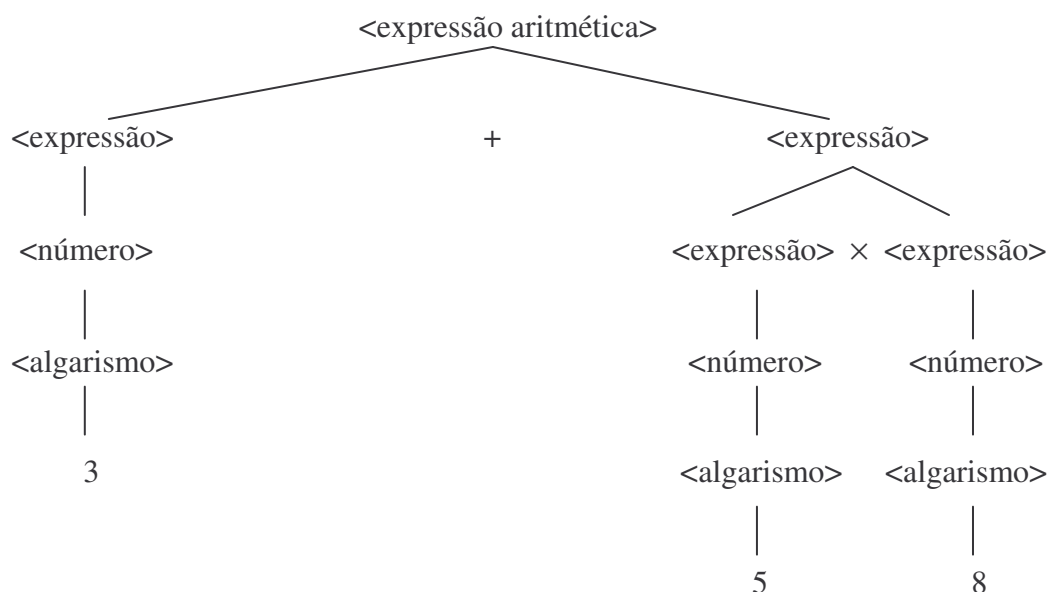 <expressão aritmética>
<expressão> + <expressão>
<número> <expressão> × <expressão>
<algarismo> <número> <número>
3 <algarismo> <algarismo>
5 8